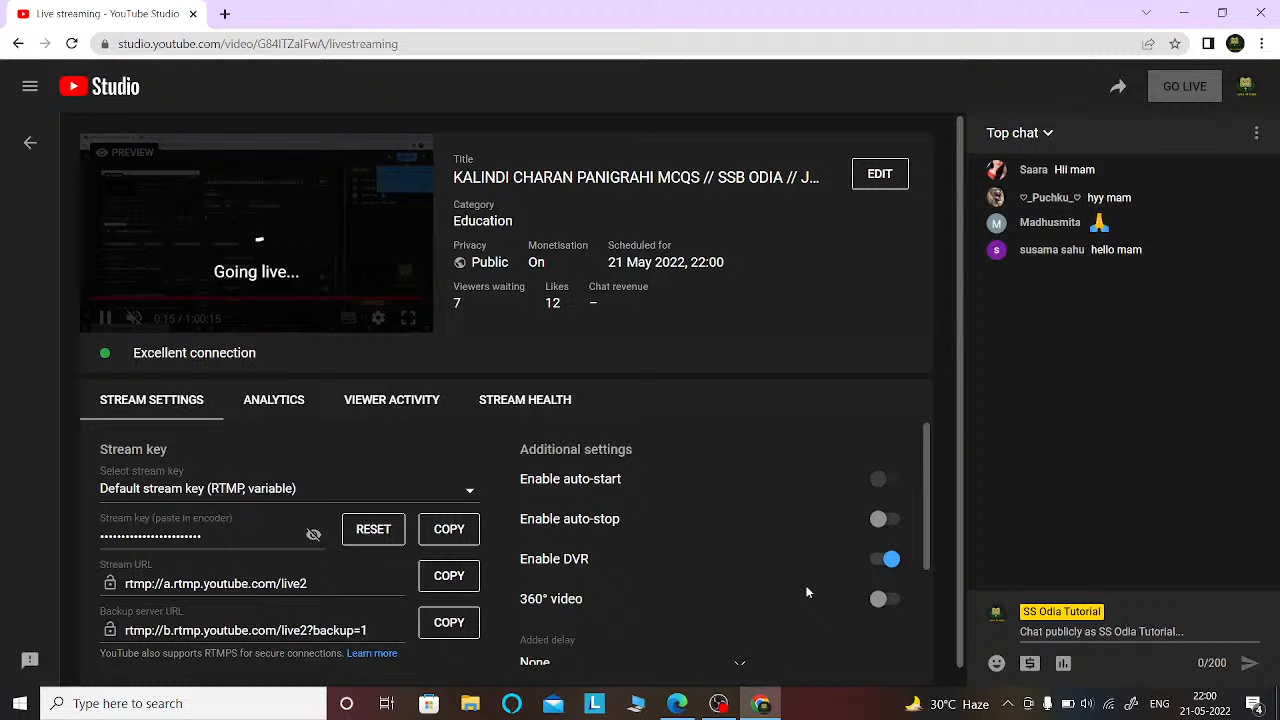 Live streaming - YouTube Studio
studio.youtube.com/video/G84ITZaIFwA/livestreaming
Studio
GO LIVE
PREVIEW
Going live...
0:15 / 1:00:15
Title
KALINDI CHARAN PANIGRAHI MCQS // SSB ODIA // J...
EDIT
Category
Education
Privacy
Monetisation
Scheduled for
Public
On
21 May 2022, 22:00
Viewers waiting
Likes
Chat revenue
7
12
–
Excellent connection
STREAM SETTINGS
ANALYTICS
VIEWER ACTIVITY
STREAM HEALTH
Stream key
Select stream key
Default stream key (RTMP, variable)
Stream key (paste in encoder)
••••••••••••••••••••••••
RESET
COPY
Stream URL
rtmp://a.rtmp.youtube.com/live2
COPY
Backup server URL
rtmp://b.rtmp.youtube.com/live2?backup=1
COPY
YouTube also supports RTMPS for secure connections. Learn more
Additional settings
Enable auto-start
Enable auto-stop
Enable DVR
360° video
Added delay
None
Top chat
Saara HII mam
♡_Puchku_♡ hyy mam
M Madhusmita 🙏
s susama sahu hello mam
SS Odia Tutorial
Chat publicly as SS Odia Tutorial...
0/200
Type here to search
30°C Haze
ENG
22:00
21-05-2022